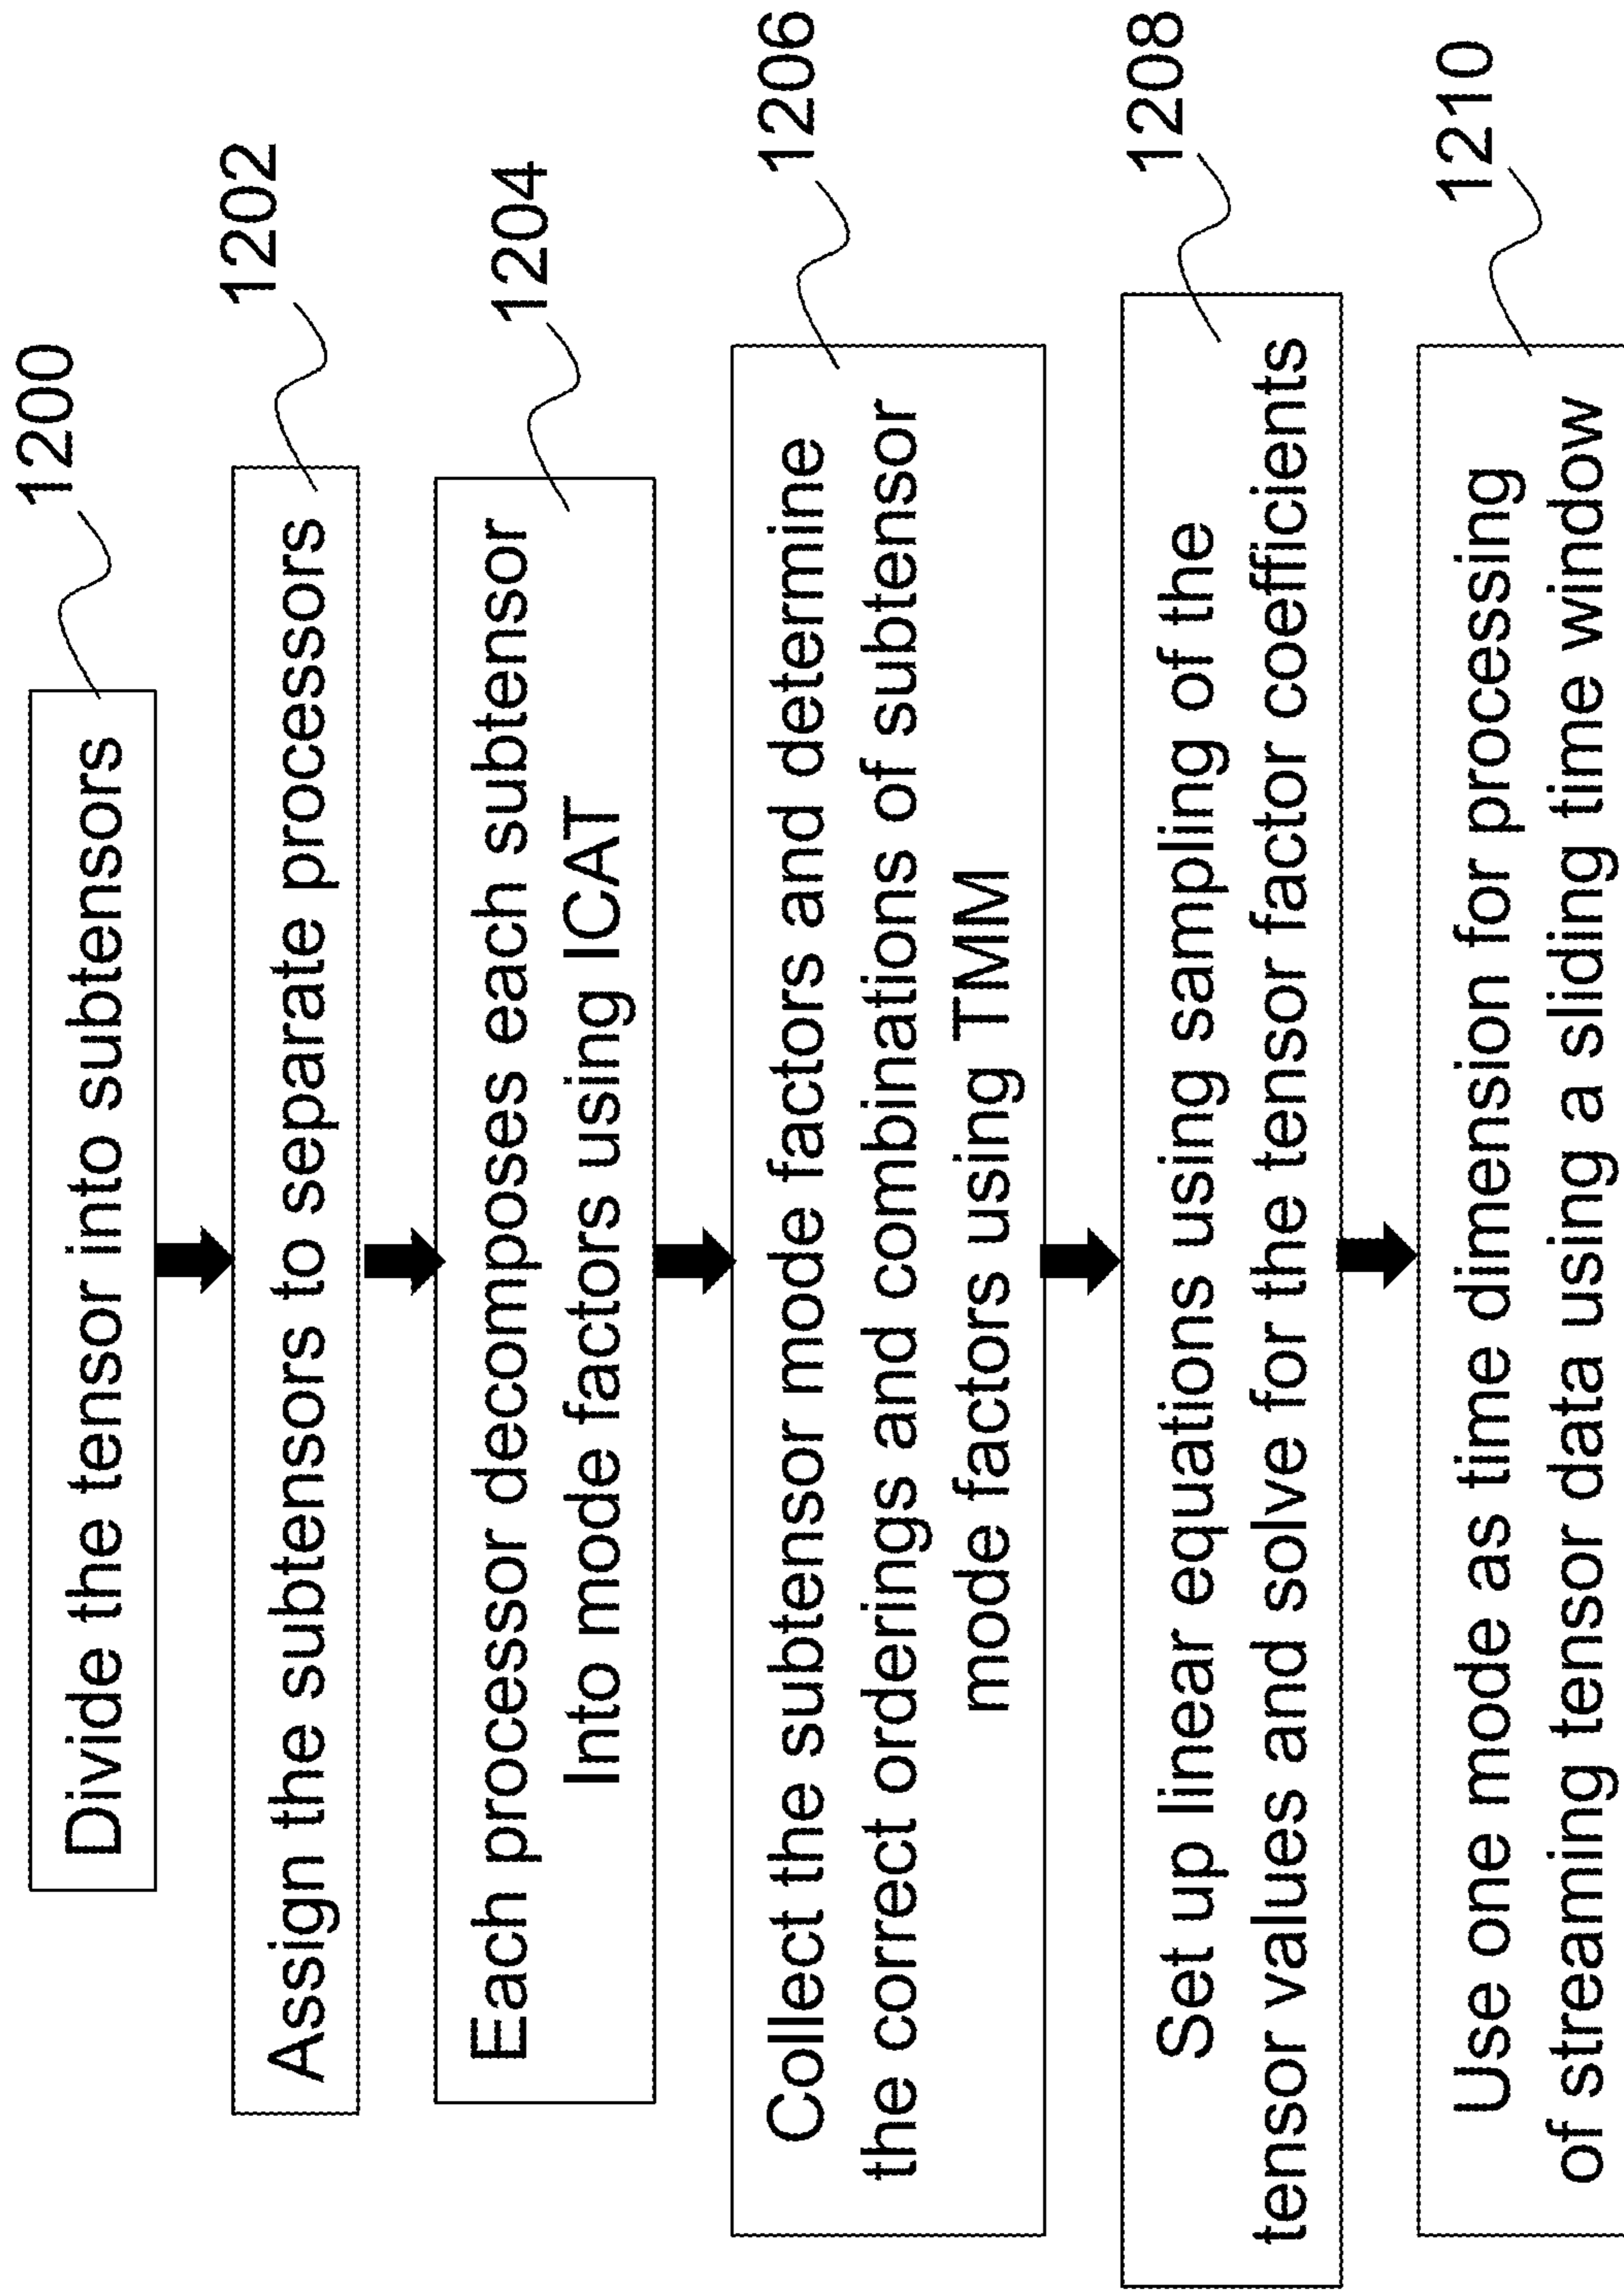 1200
Divide the tensor into subtensors
1202
Assign the subtensors to separate processors
1204
Each processor decomposes each subtensor
Into mode factors using ICAT
1206
Collect the subtensor mode factors and determine
the correct orderings and combinations of subtensor
mode factors using TMM
1208
Set up linear equations using sampling of the
tensor values and solve for the tensor factor coefficients
1210
Use one mode as time dimension for processing
of streaming tensor data using a sliding time window